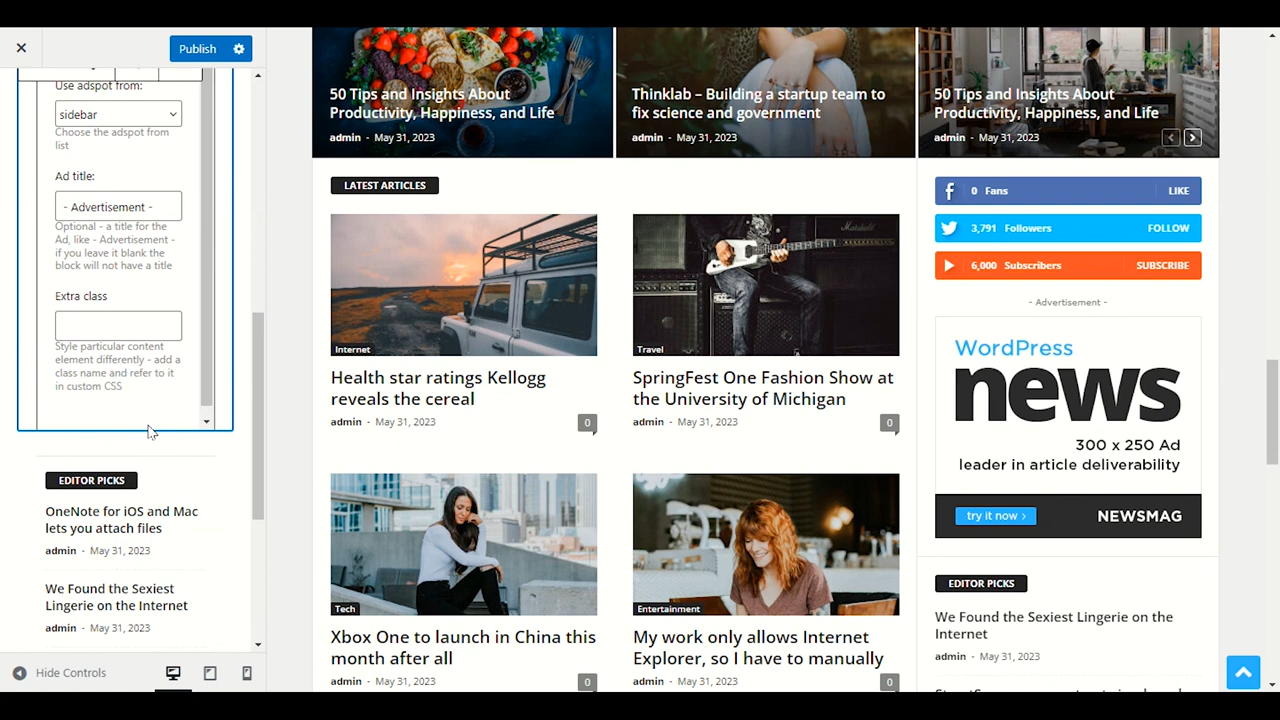 Publish
Use adspot from:
sidebar
Choose the adspot from
list
Ad title:
- Advertisement -
Optional - a title for the
Ad, like - Advertisement -
if you leave it blank the
block will not have a title
Extra class
Style particular content
element differently - add a
class name and refer to it
in custom CSS
EDITOR PICKS
OneNote for iOS and Mac
lets you attach files
admin - May 31, 2023
We Found the Sexiest
Lingerie on the Internet
admin - May 31, 2023
Hide Controls
50 Tips and Insights About
Productivity, Happiness, and Life
admin - May 31, 2023
Thinklab – Building a startup team to
fix science and government
admin - May 31, 2023
50 Tips and Insights About
Productivity, Happiness, and Life
admin - May 31, 2023
LATEST ARTICLES
Internet
Health star ratings Kellogg
reveals the cereal
admin - May 31, 2023 0
Marshall
Travel
SpringFest One Fashion Show at
the University of Michigan
admin - May 31, 2023 0
Tech
Xbox One to launch in China this
month after all
admin - May 31, 2023 0
Entertainment
My work only allows Internet
Explorer, so I have to manually
admin - May 31, 2023 0
0 Fans LIKE
3,791 Followers FOLLOW
6,000 Subscribers SUBSCRIBE
- Advertisement -
WordPress
news
300 x 250 Ad
leader in article deliverability
try it now › NEWSMAG
EDITOR PICKS
We Found the Sexiest Lingerie on the
Internet
admin - May 31, 2023